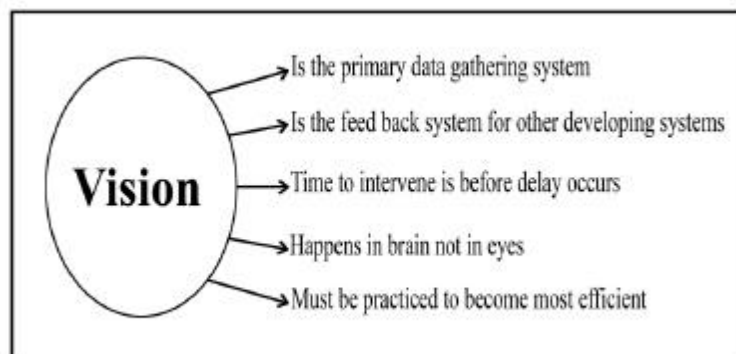 Vision
Is the primary data gathering system
Is the feed back system for other developing systems
Time to intervene is before delay occurs
Happens in brain not in eyes
Must be practiced to become most efficient